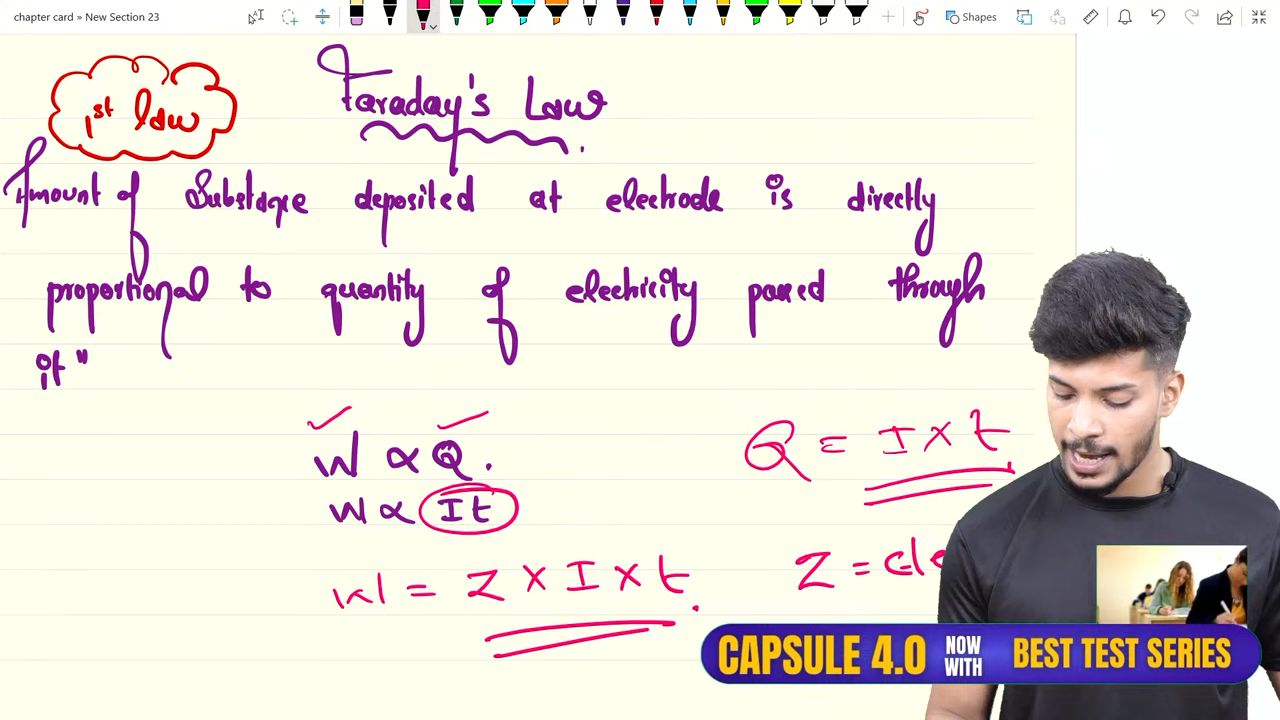 chapter card » New Section 23
Shapes
1st law
Faraday's Law
Amount of Substance deposited at electrode is directly
proportional to quantity of electricity passed through
it"
W ∝ Q.
W ∝ It
Q = I × t
W = Z × I × t.
Z = ele
CAPSULE 4.0 NOW WITH BEST TEST SERIES